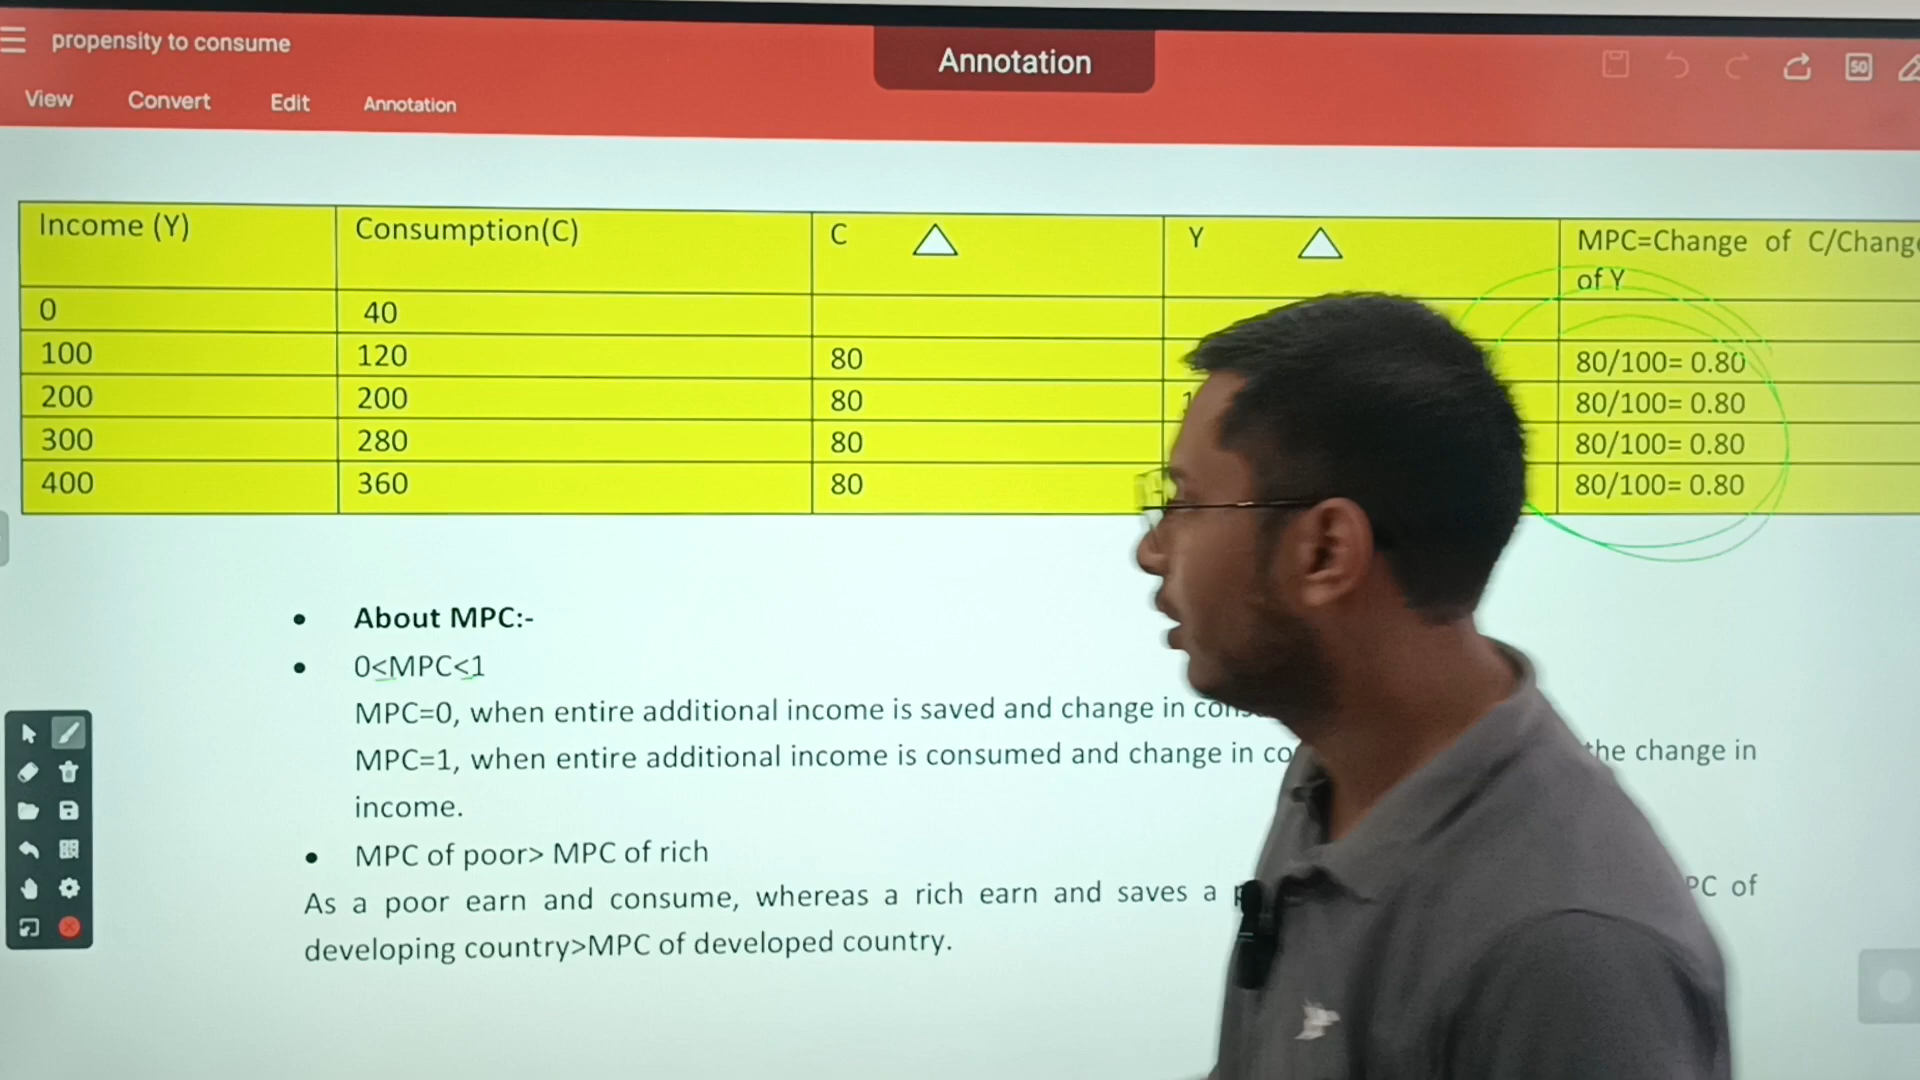 propensity to consume
Annotation
50
View Convert Edit Annotation
Income (Y) Consumption(C) C △ Y △ MPC=Change of C/Change
of Y
0 40
100 120 80 80/100= 0.80
200 200 80 80/100= 0.80
300 280 80 80/100= 0.80
400 360 80 80/100= 0.80
• About MPC:-
• 0<MPC<1
MPC=0, when entire additional income is saved and change in
MPC=1, when entire additional income is consumed and change in the change in
income.
• MPC of poor> MPC of rich
As a poor earn and consume, whereas a rich earn and saves a of
developing country>MPC of developed country.